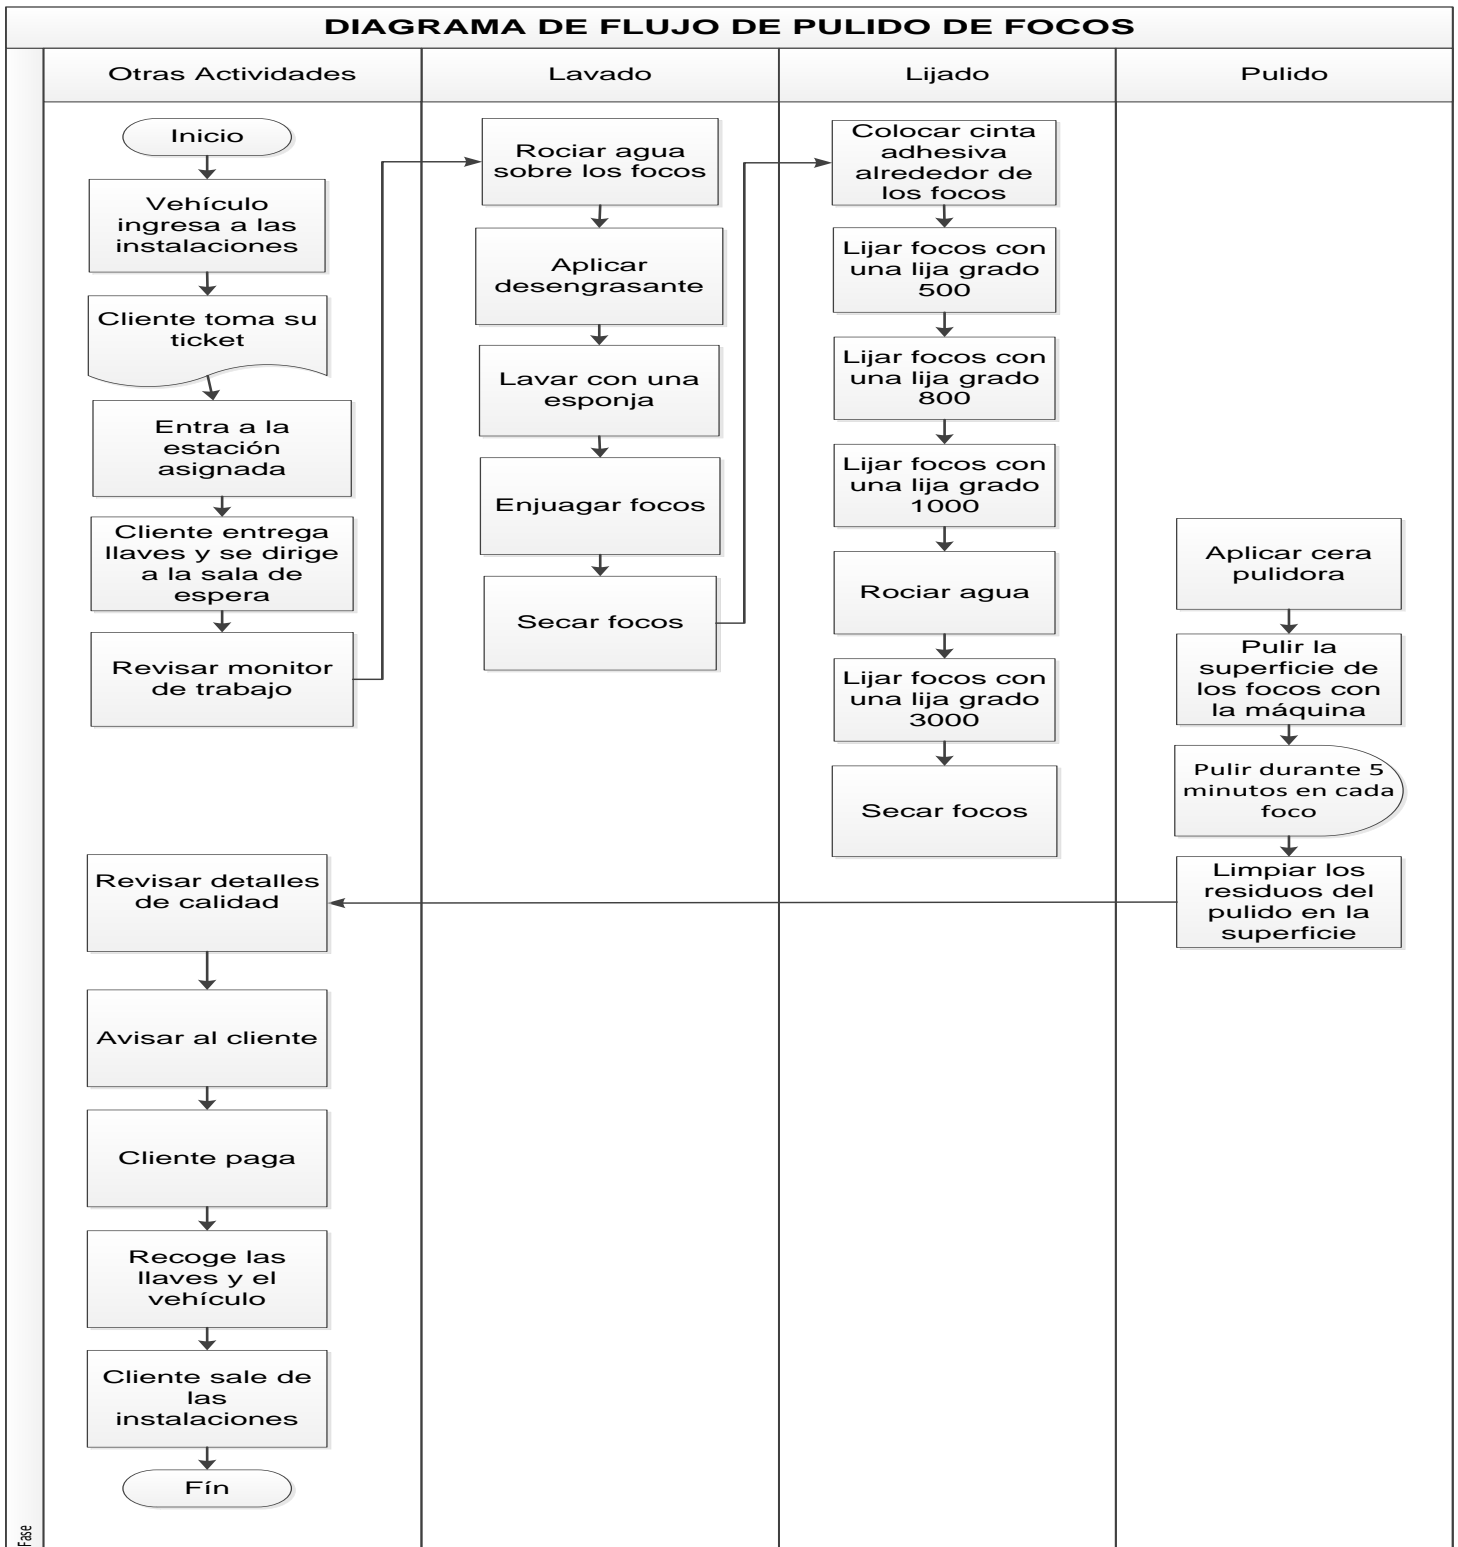 DIAGRAMA DE FLUJO DE PULIDO DE FOCOS
Otras Actividades
Lavado
Lijado
Pulido
Inicio
Vehículo
ingresa a las
instalaciones
Cliente toma su
ticket
Entra a la
estación
asignada
Cliente entrega
llaves y se dirige
a la sala de
espera
Revisar monitor
de trabajo
Rociar agua
sobre los focos
Aplicar
desengrasante
Lavar con una
esponja
Enjuagar focos
Secar focos
Colocar cinta
adhesiva
alrededor de
los focos
Lijar focos con
una lija grado
500
Lijar focos con
una lija grado
800
Lijar focos con
una lija grado
1000
Rociar agua
Lijar focos con
una lija grado
3000
Secar focos
Aplicar cera
pulidora
Pulir la
superficie de
los focos con
la máquina
Pulir durante 5
minutos en cada
foco
Limpiar los
residuos del
pulido en la
superficie
Revisar detalles
de calidad
Avisar al cliente
Cliente paga
Recoge las
llaves y el
vehículo
Cliente sale de
las
instalaciones
Fín
Fase